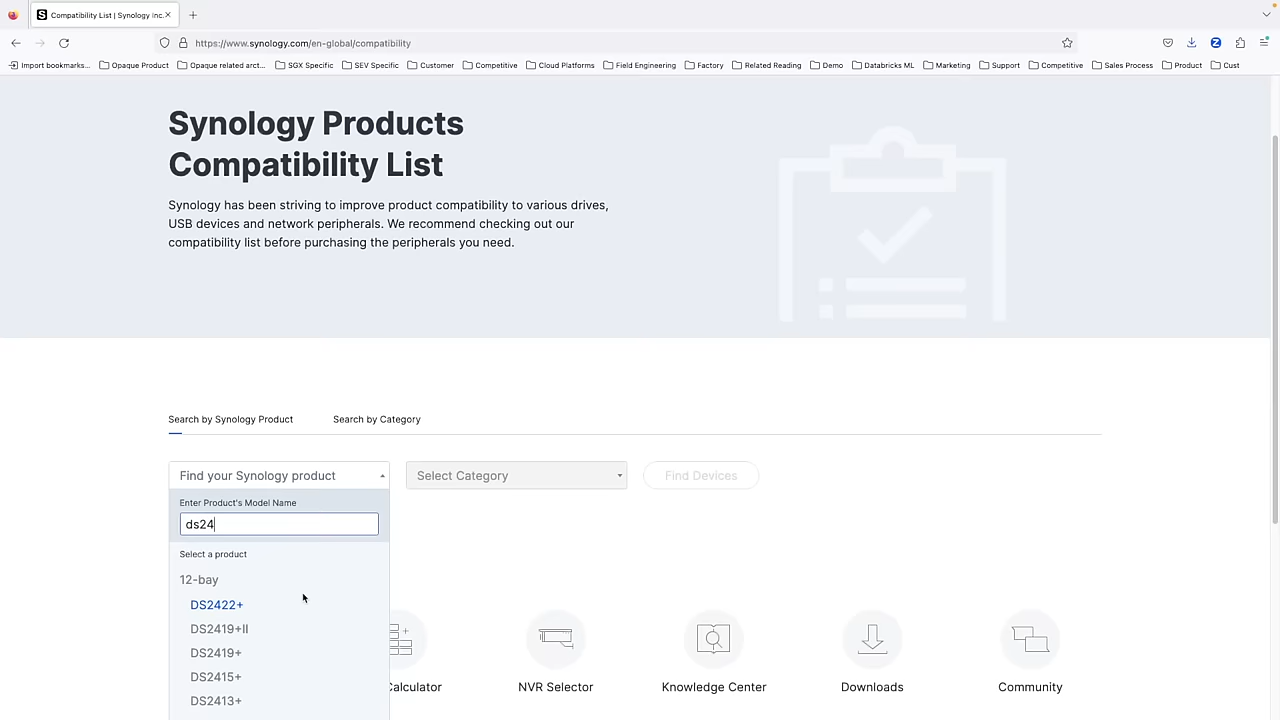 Compatibility List | Synology Inc.
https://www.synology.com/en-global/compatibility
Import bookmarks... Opaque Product Opaque related arct... SGX Specific SEV Specific Customer Competitive Cloud Platforms Field Engineering Factory Related Reading Demo Databricks ML Marketing Support Competitive Sales Process Product Cust
Synology Products
Compatibility List
Synology has been striving to improve product compatibility to various drives,
USB devices and network peripherals. We recommend checking out our
compatibility list before purchasing the peripherals you need.
Search by Synology Product Search by Category
Find your Synology product Select Category Find Devices
Enter Product's Model Name
ds24
Select a product
12-bay
DS2422+
DS2419+II
DS2419+
DS2415+
DS2413+
Calculator NVR Selector Knowledge Center Downloads Community